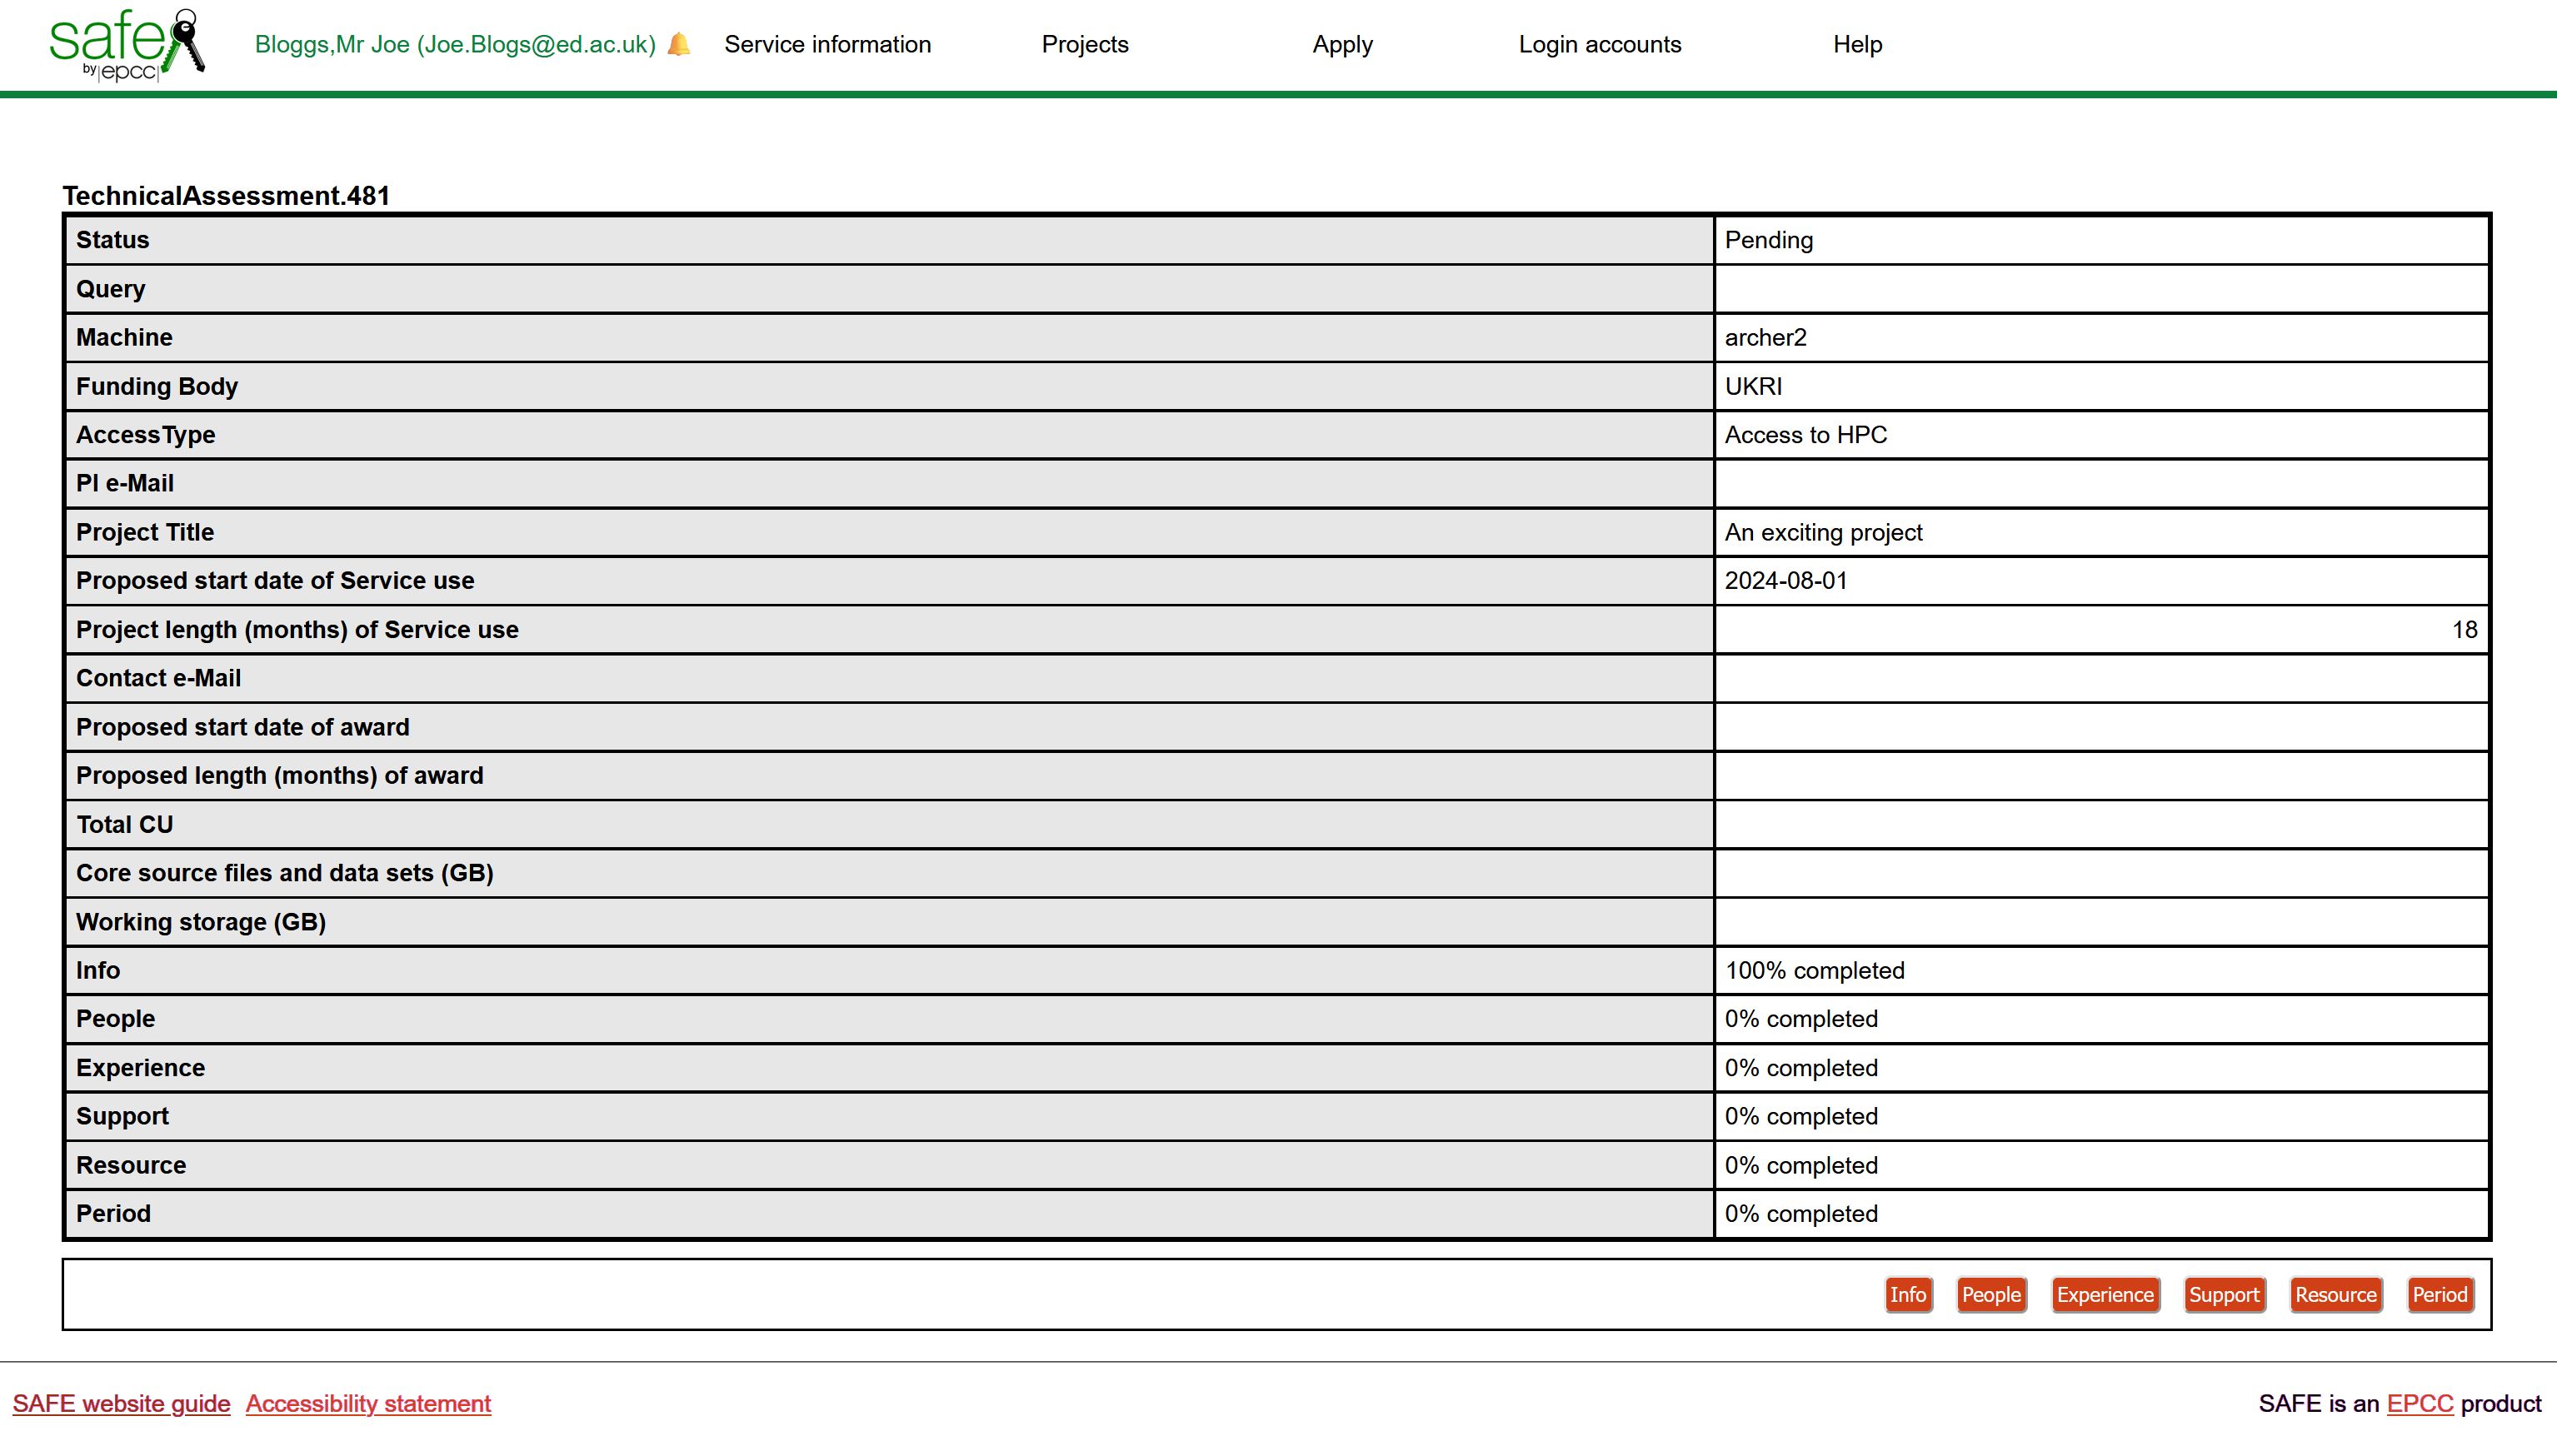 safe
by epcc
Bloggs,Mr Joe (Joe.Blogs@ed.ac.uk) Service information Projects Apply Login accounts Help
TechnicalAssessment.481
Status Pending
Query
Machine archer2
Funding Body UKRI
AccessType Access to HPC
PI e-Mail
Project Title An exciting project
Proposed start date of Service use 2024-08-01
Project length (months) of Service use 18
Contact e-Mail
Proposed start date of award
Proposed length (months) of award
Total CU
Core source files and data sets (GB)
Working storage (GB)
Info 100% completed
People 0% completed
Experience 0% completed
Support 0% completed
Resource 0% completed
Period 0% completed
Info People Experience Support Resource Period
SAFE website guide Accessibility statement SAFE is an EPCC product